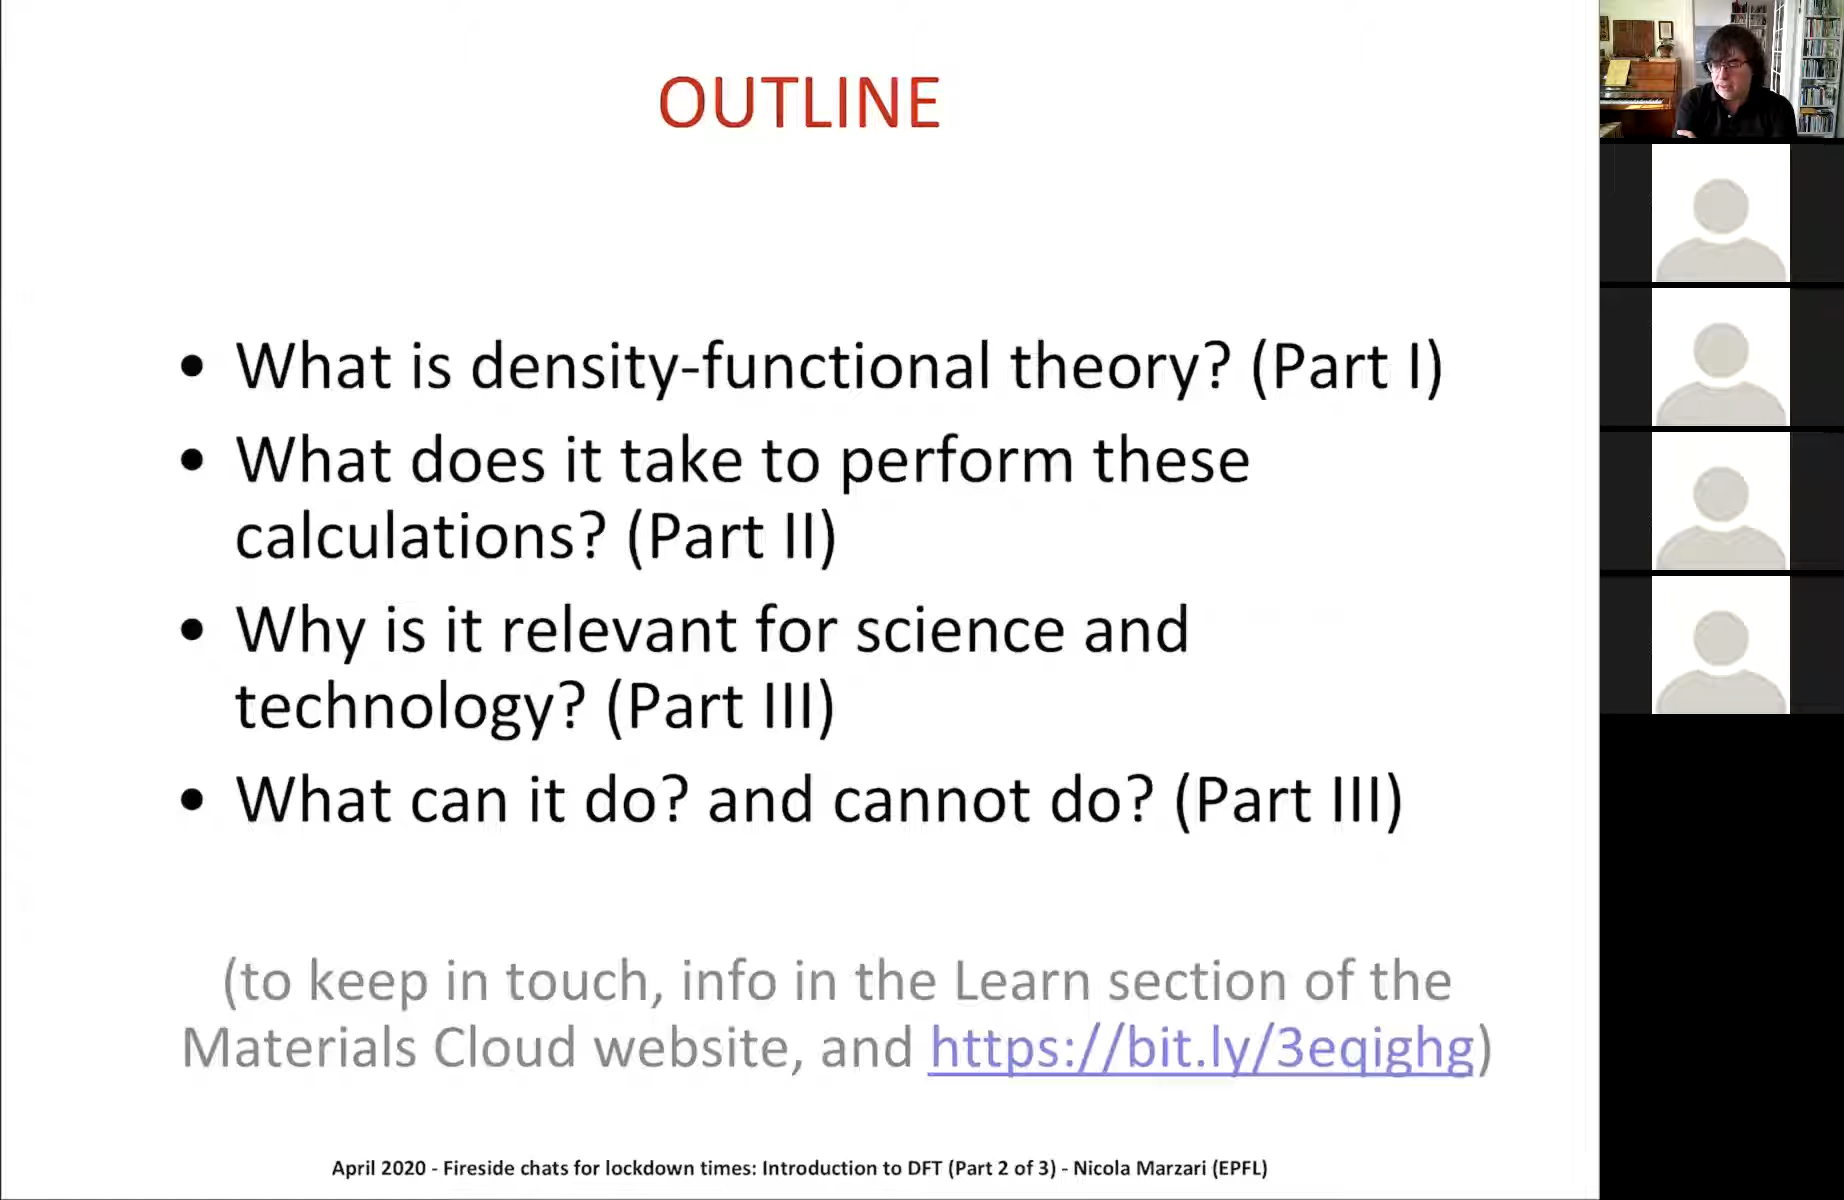 OUTLINE
• What is density-functional theory? (Part I)
• What does it take to perform these
calculations? (Part II)
• Why is it relevant for science and
technology? (Part III)
• What can it do? and cannot do? (Part III)
(to keep in touch, info in the Learn section of the
Materials Cloud website, and https://bit.ly/3eqighg)
April 2020 - Fireside chats for lockdown times: Introduction to DFT (Part 2 of 3) - Nicola Marzari (EPFL)